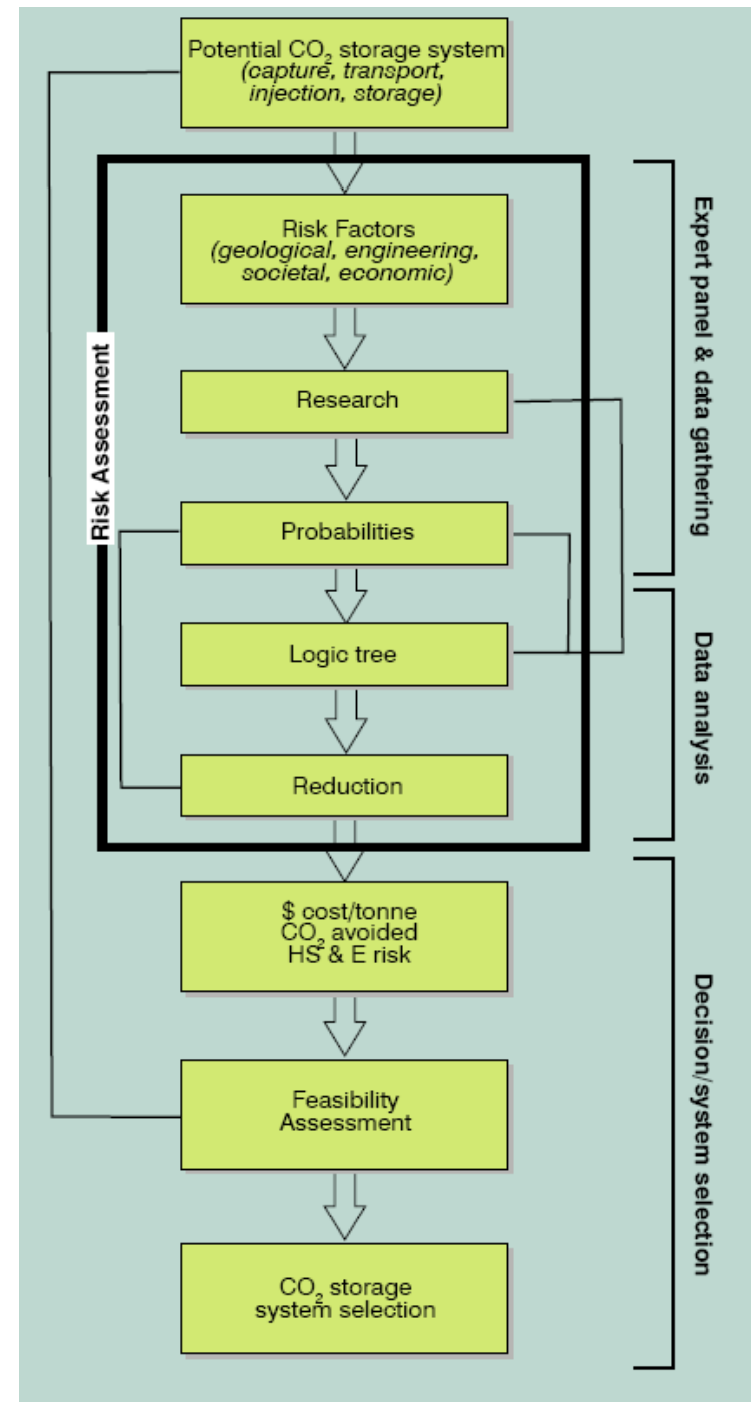 Potential CO₂ storage system
(capture, transport,
injection, storage)
Risk Factors
(geological, engineering,
societal, economic)
Research
Probabilities
Logic tree
Reduction
$ cost/tonne
CO₂ avoided
HS & E risk
Feasibility
Assessment
CO₂ storage
system selection
Risk Assessment
Expert panel & data gathering
Data analysis
Decision/system selection